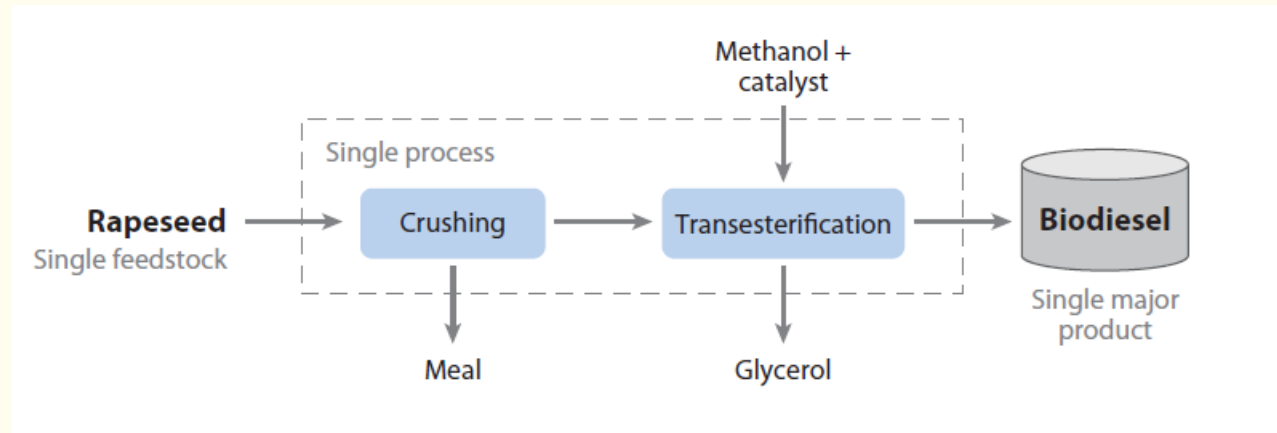 Methanol +
catalyst
Single process
Rapeseed
Single feedstock
Crushing
Transesterification
Biodiesel
Single major
product
Meal
Glycerol